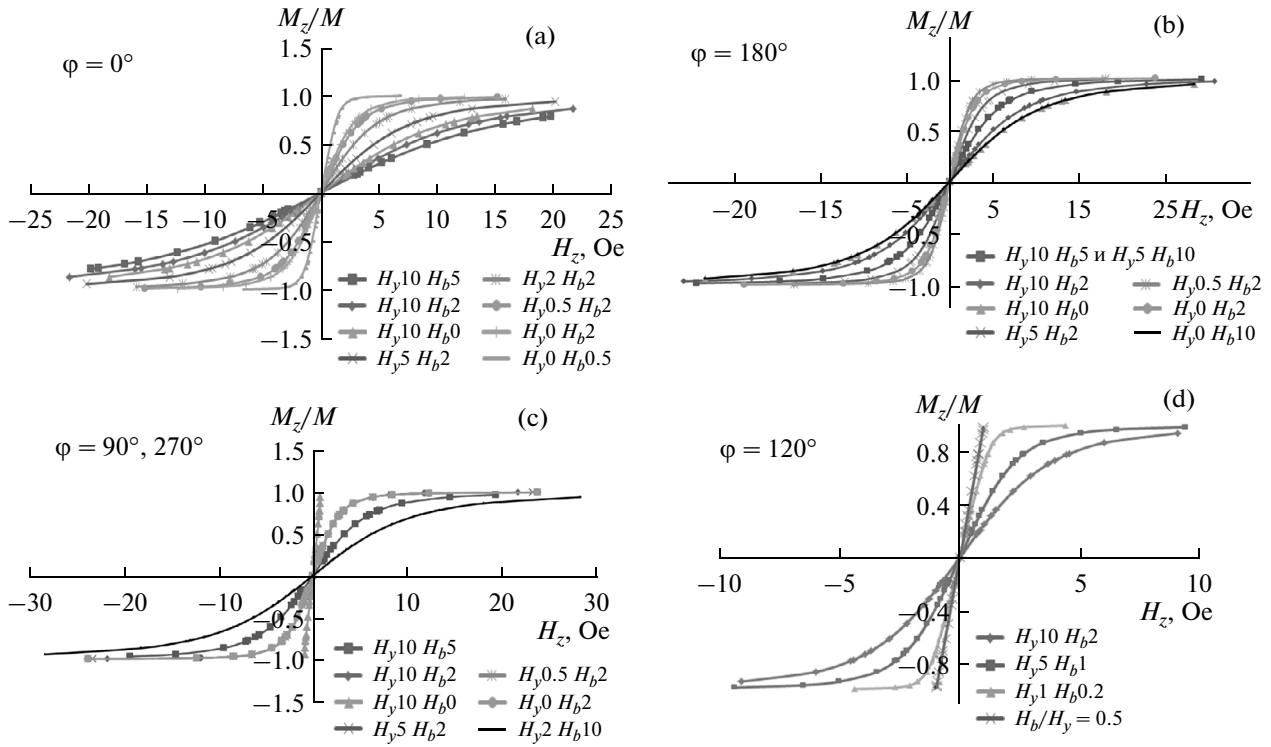 M_z/M
(a)
φ = 0°
1.5
1.0
0.5
−25 −20 −15 −10 −5 5 10 15 20 25
−0.5
−1.0
−1.5
H_z, Oe
H_y10 H_b5
H_y10 H_b2
H_y10 H_b0
H_y5 H_b2
H_y2 H_b2
H_y0.5 H_b2
H_y0 H_b2
H_y0 H_b0.5
M_z/M
(b)
φ = 180°
1.0
0.5
−20 −15 −5 5 15 25 H_z, Oe
−0.5
−1.0
H_y10 H_b5 и H_y5 H_b10
H_y10 H_b2
H_y10 H_b0
H_y5 H_b2
H_y0.5 H_b2
H_y0 H_b2
H_y0 H_b10
M_z/M
(c)
φ = 90°, 270°
1.5
1.0
0.5
−30 −20 −10 10 20 30
−0.5
−1.0
−1.5
H_z, Oe
H_y10 H_b5
H_y10 H_b2
H_y10 H_b0
H_y5 H_b2
H_y0.5 H_b2
H_y0 H_b2
H_y2 H_b10
M_z/M
(d)
φ = 120°
0.8
0.4
−10 −5 5 10
−0.4
−0.8
H_z, Oe
H_y10 H_b2
H_y5 H_b1
H_y1 H_b0.2
H_b/H_y = 0.5